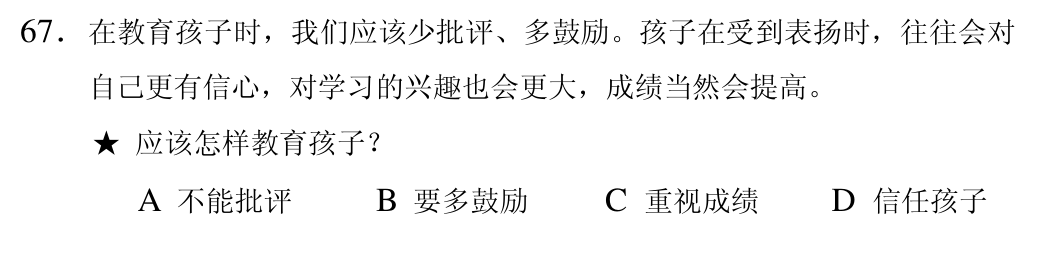 67. 在教育孩子时，我们应该少批评、多鼓励。孩子在受到表扬时，往往会对
自己更有信心，对学习的兴趣也会更大，成绩当然会提高。
★ 应该怎样教育孩子？
A 不能批评 B 要多鼓励 C 重视成绩 D 信任孩子